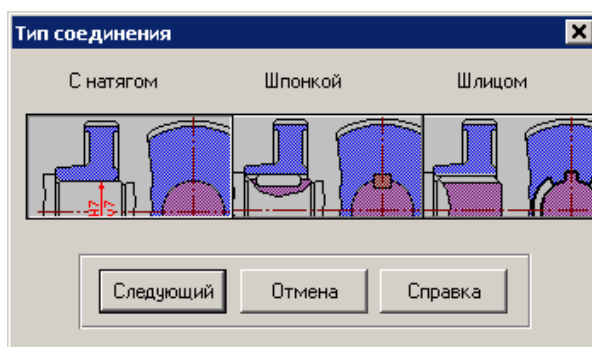 Тип соединения
С натягом Шпонкой Шлицом
H7
Следующий Отмена Справка